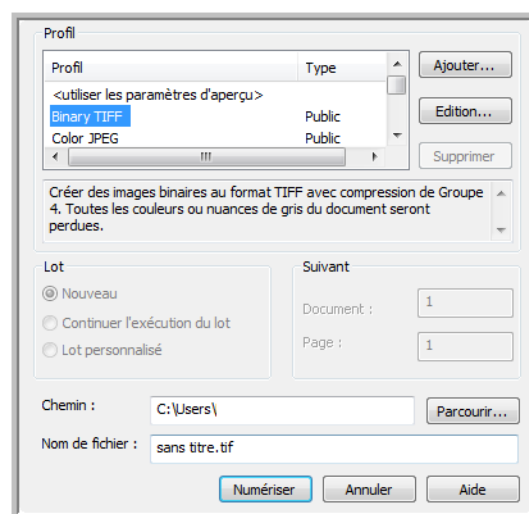 Profil
Profil Type
<utiliser les paramètres d'aperçu>
Binary TIFF Public
Color JPEG Public
Ajouter...
Edition...
Supprimer
Créer des images binaires au format TIFF avec compression de Groupe
4. Toutes les couleurs ou nuances de gris du document seront
perdues.
Lot
Nouveau
Continuer l'exécution du lot
Lot personnalisé
Suivant
Document : 1
Page : 1
Chemin : C:\Users\ Parcourir...
Nom de fichier : sans titre.tif
Numériser Annuler Aide